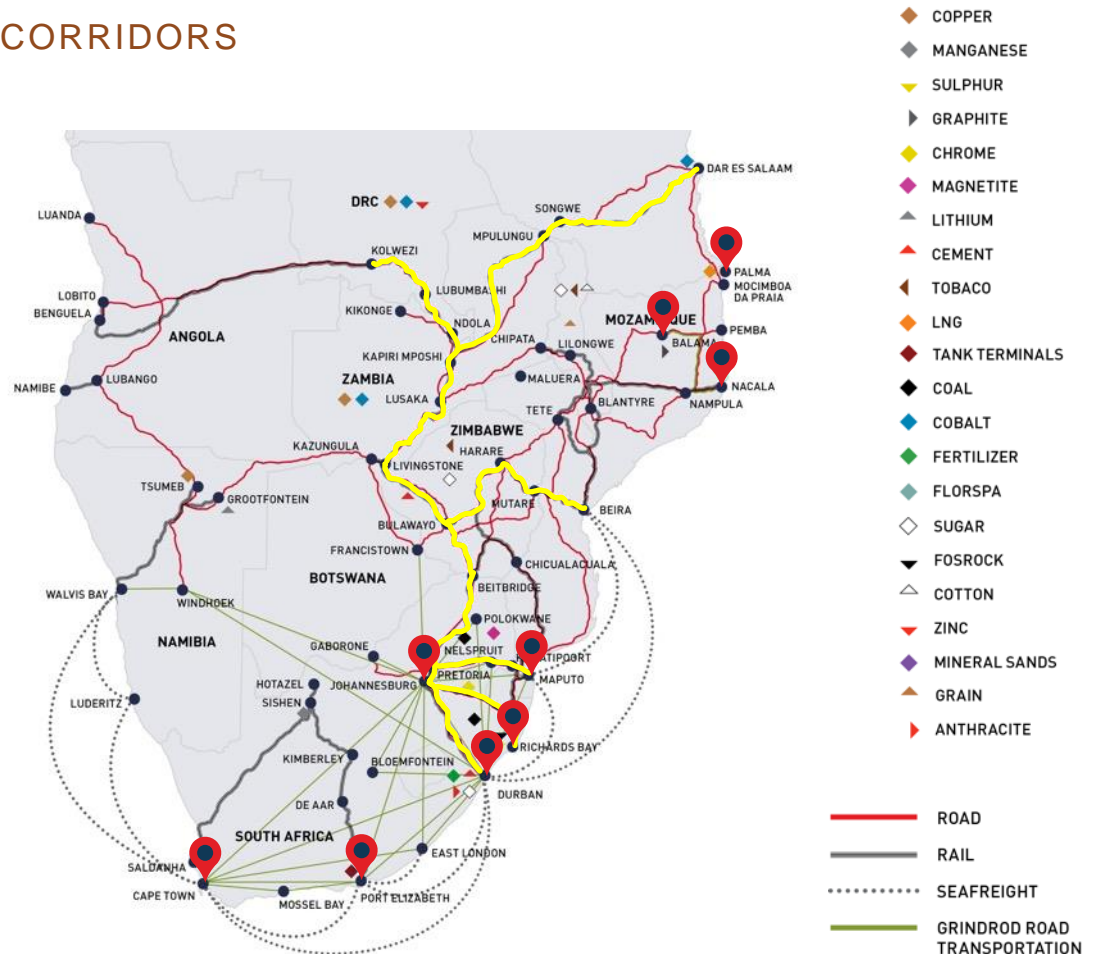 CORRIDORS
COPPER
MANGANESE
SULPHUR
GRAPHITE
CHROME
MAGNETITE
LITHIUM
CEMENT
TOBACO
LNG
TANK TERMINALS
COAL
COBALT
FERTILIZER
FLORSPA
SUGAR
FOSROCK
COTTON
ZINC
MINERAL SANDS
GRAIN
ANTHRACITE
ROAD
RAIL
SEAFREIGHT
GRINDROD ROAD
TRANSPORTATION
DAR ES SALAAM
DRC
SONGWE
LUANDA
MPULUNGU
KOLWEZI
PALMA
MOCIMBOA
DA PRAIA
LUBUMBASHI
LOBITO
BENGUELA
KIKONGE
NDOLA
PEMBA
ANGOLA
CHIPATA
LILONGWE
BALAMA
KAPIRI MPOSHI
ZAMBIA
MALUERA
NACALA
NAMIBE
LUBANGO
LUSAKA
TETE
BLANTYRE
NAMPULA
ZIMBABWE
KAZUNGULA
HARARE
LIVINGSTONE
TSUMEB
GROOTFONTEIN
MUTARE
BEIRA
BULAWAYO
FRANCISTOWN
CHICUALACUALA
BOTSWANA
BEITBRIDGE
WALVIS BAY
WINDHOEK
POLOKWANE
NAMIBIA
GABORONE
NELSPRUIT
PRETORIA
MAPUTO
HOTAZEL
JOHANNESBURG
LUDERITZ
SISHEN
RICHARDS BAY
KIMBERLEY
BLOEMFONTEIN
DURBAN
DE AAR
SOUTH AFRICA
EAST LONDON
SALDANHA
CAPE TOWN
MOSSEL BAY
PORT ELIZABETH